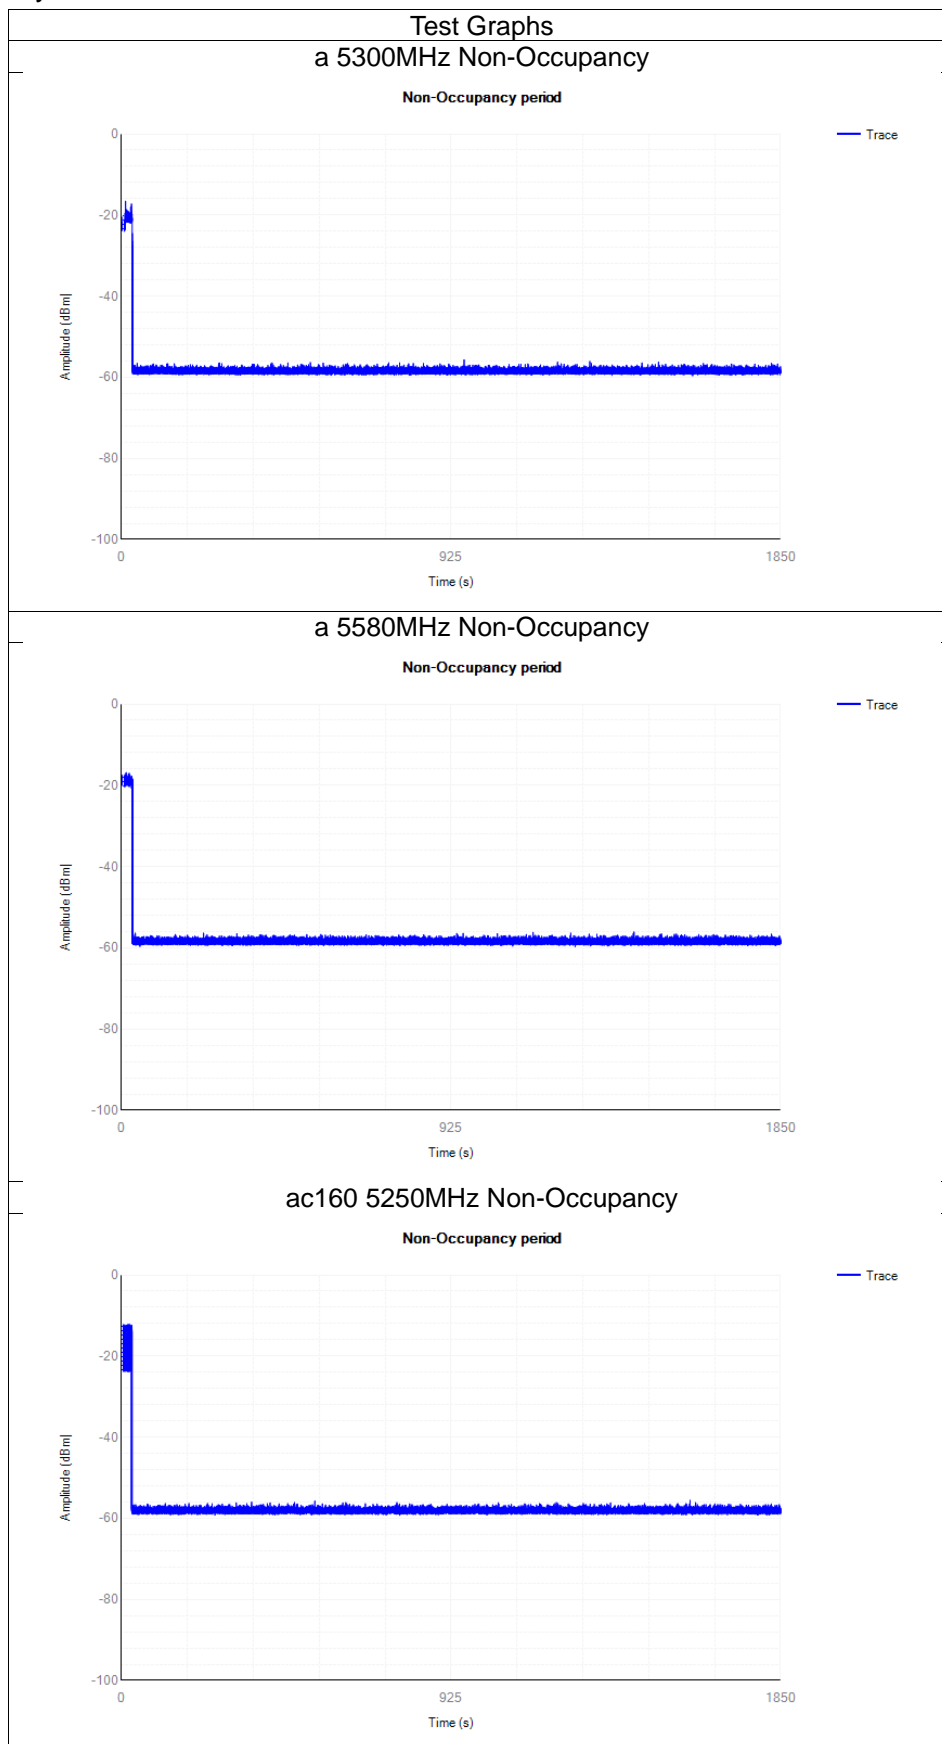 Test Graphs
a 5300MHz Non-Occupancy
Non-Occupancy period
Trace
0
-20
-40
-60
-80
-100
Amplitude (dBm|
0 925 1850
Time (s)
a 5580MHz Non-Occupancy
Non-Occupancy period
Trace
0
-20
-40
-60
-80
-100
Amplitude (dBm|
0 925 1850
Time (s)
ac160 5250MHz Non-Occupancy
Non-Occupancy period
Trace
0
-20
-40
-60
-80
-100
Amplitude (dBm|
0 925 1850
Time (s)